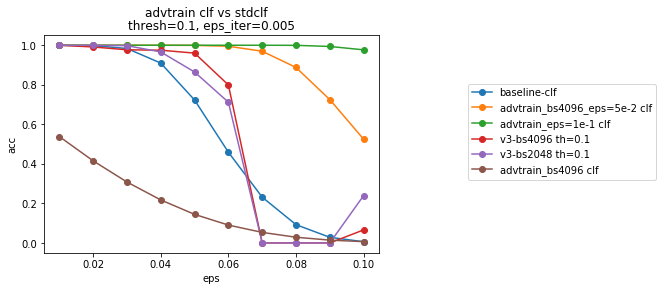 advtrain clf vs stdclf
thresh=0.1, eps_iter=0.005
acc
1.0
0.8
0.6
0.4
0.2
0.0
0.02
0.04
0.06
0.08
0.10
eps
baseline-clf
advtrain_bs4096_eps=5e-2 clf
advtrain_eps=1e-1 clf
v3-bs4096 th=0.1
v3-bs2048 th=0.1
advtrain_bs4096 clf